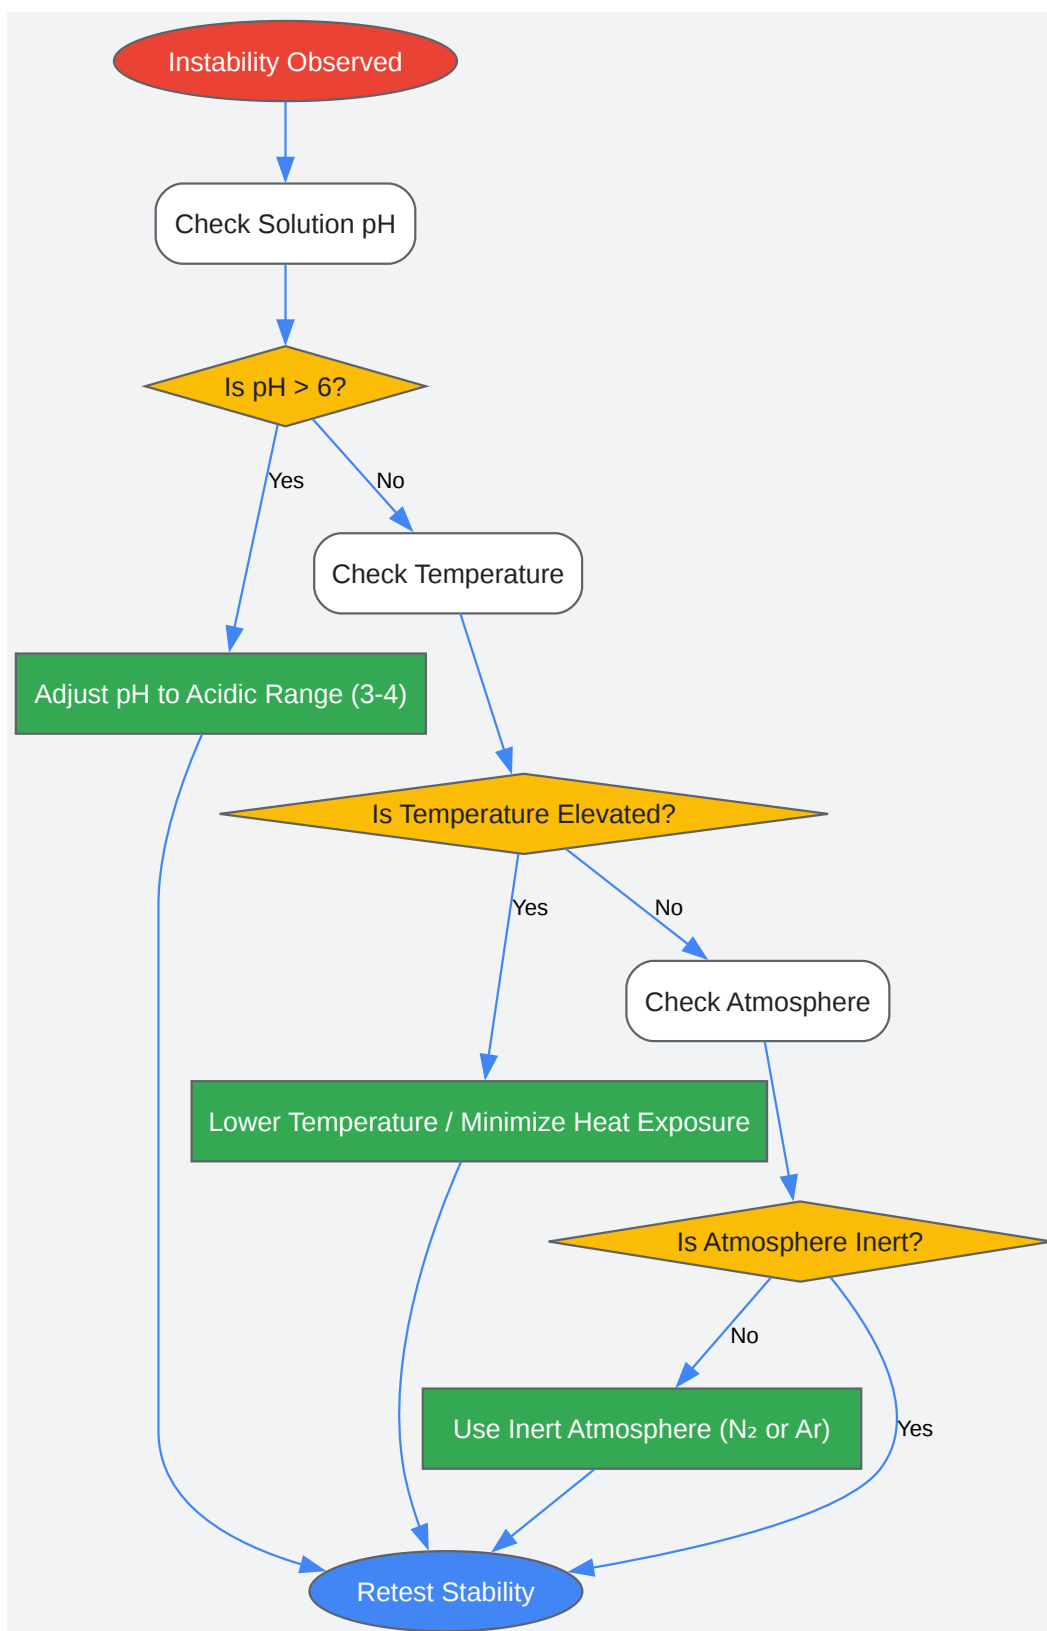 Instability Observed
Check Solution pH
Is pH > 6?
Yes
No
Check Temperature
Adjust pH to Acidic Range (3-4)
Is Temperature Elevated?
Yes
No
Check Atmosphere
Lower Temperature / Minimize Heat Exposure
Is Atmosphere Inert?
No
Use Inert Atmosphere (N₂ or Ar)
Yes
Retest Stability